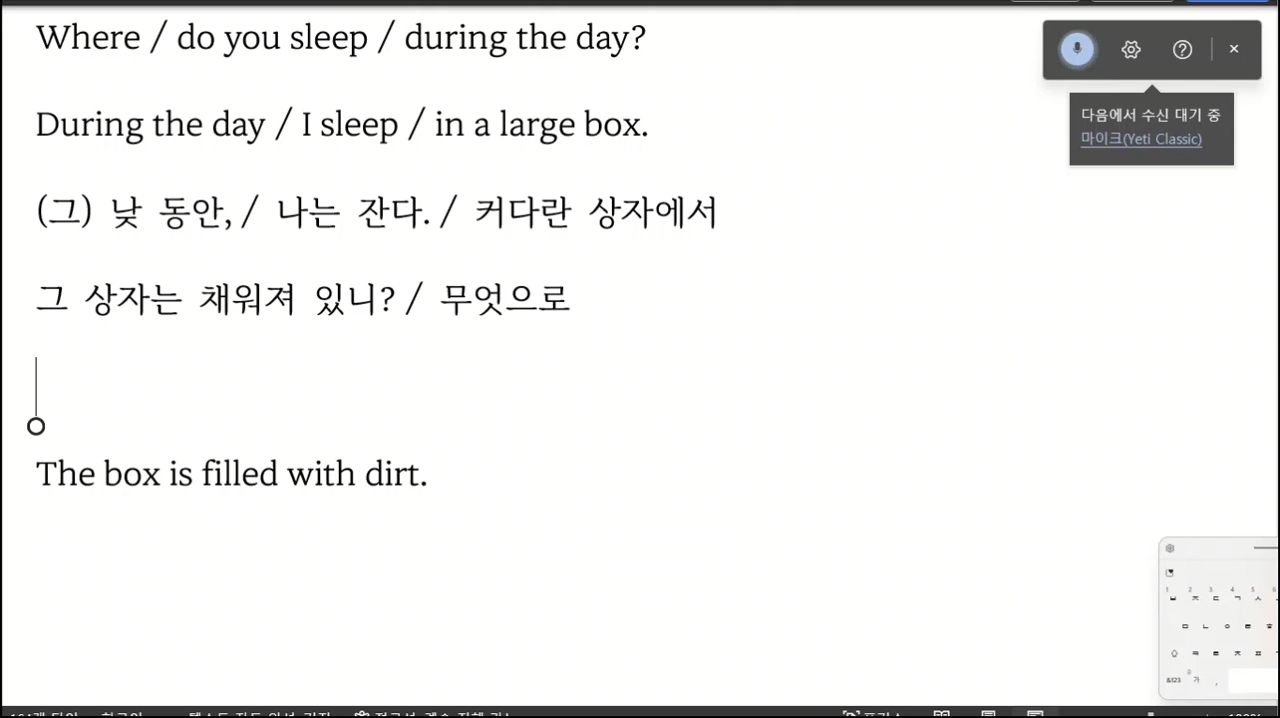 Where / do you sleep / during the day?
During the day / I sleep / in a large box.
(그) 낮 동안, / 나는 잔다. / 커다란 상자에서
그 상자는 채워져 있니? / 무엇으로
The box is filled with dirt.
다음에서 수신 대기 중
마이크(Yeti Classic)